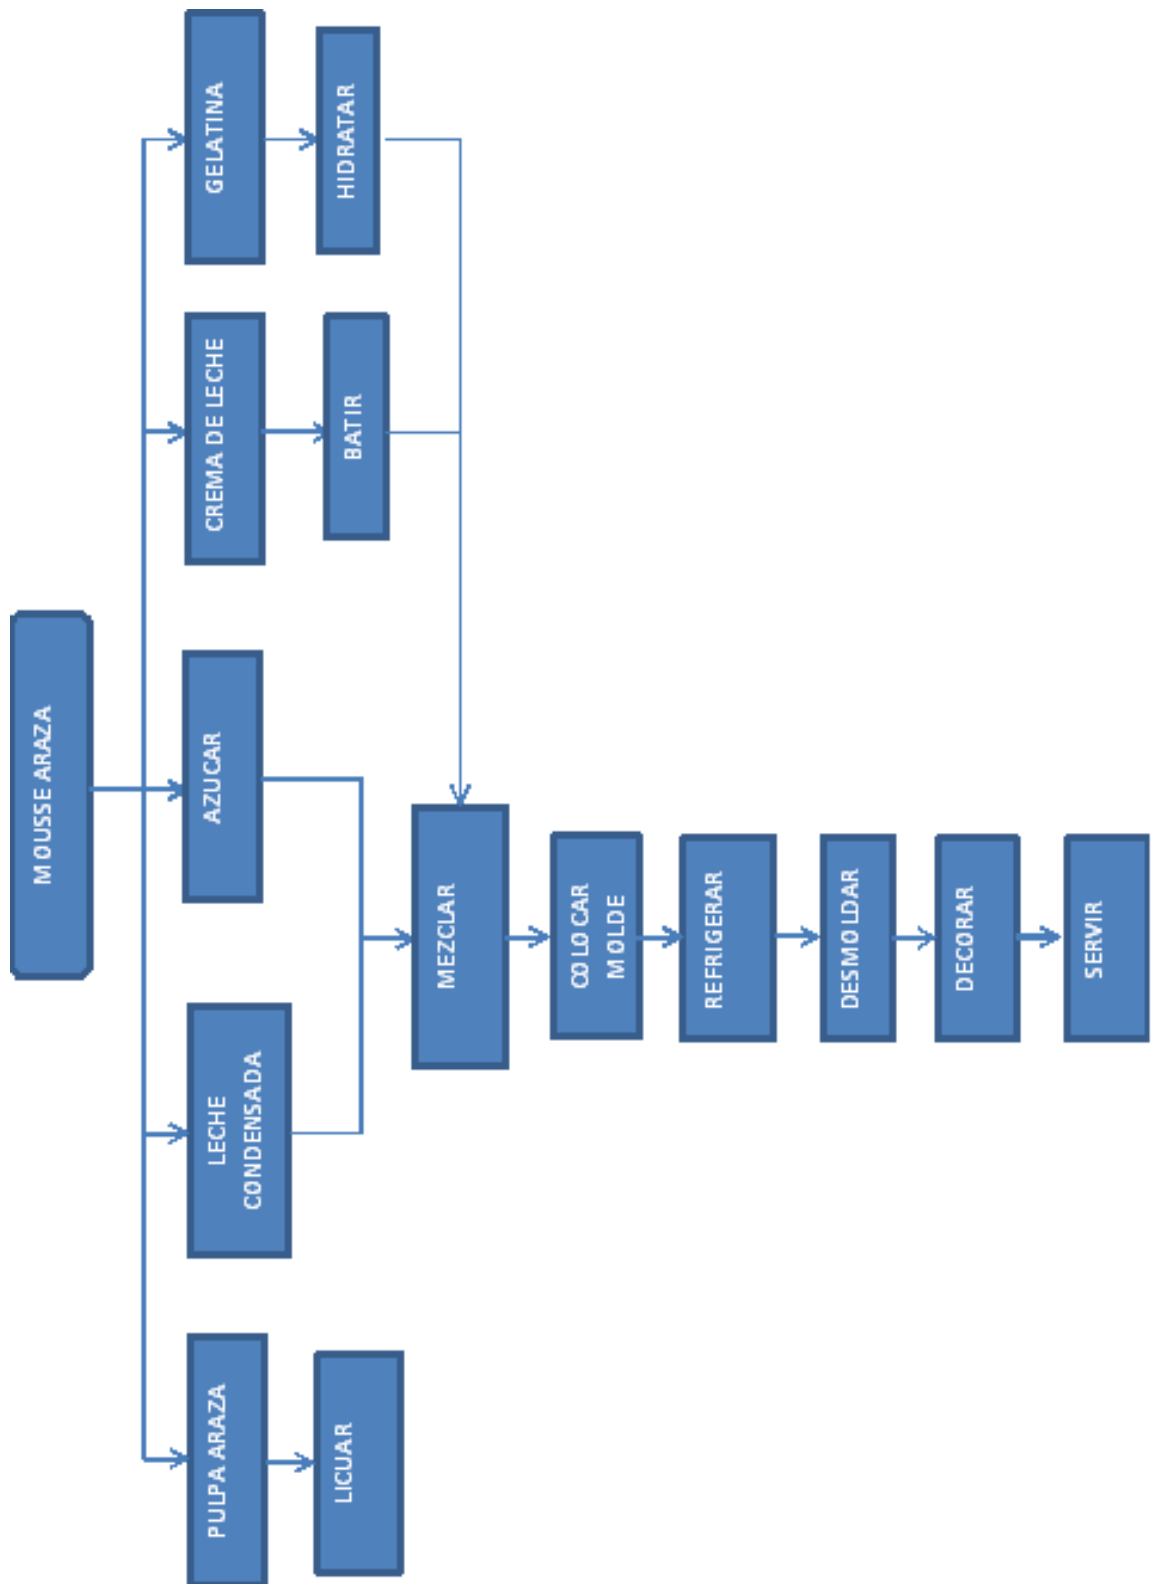 MOUSSE ARAZA
PULPA ARAZA
LECHE
CONDENSADA
AZUCAR
CREMA DE LECHE
GELATINA
LICUAR
BATIR
HIDRATAR
MEZCLAR
COLOCAR
MOLDE
REFRIGERAR
DESMOLDAR
DECORAR
SERVIR